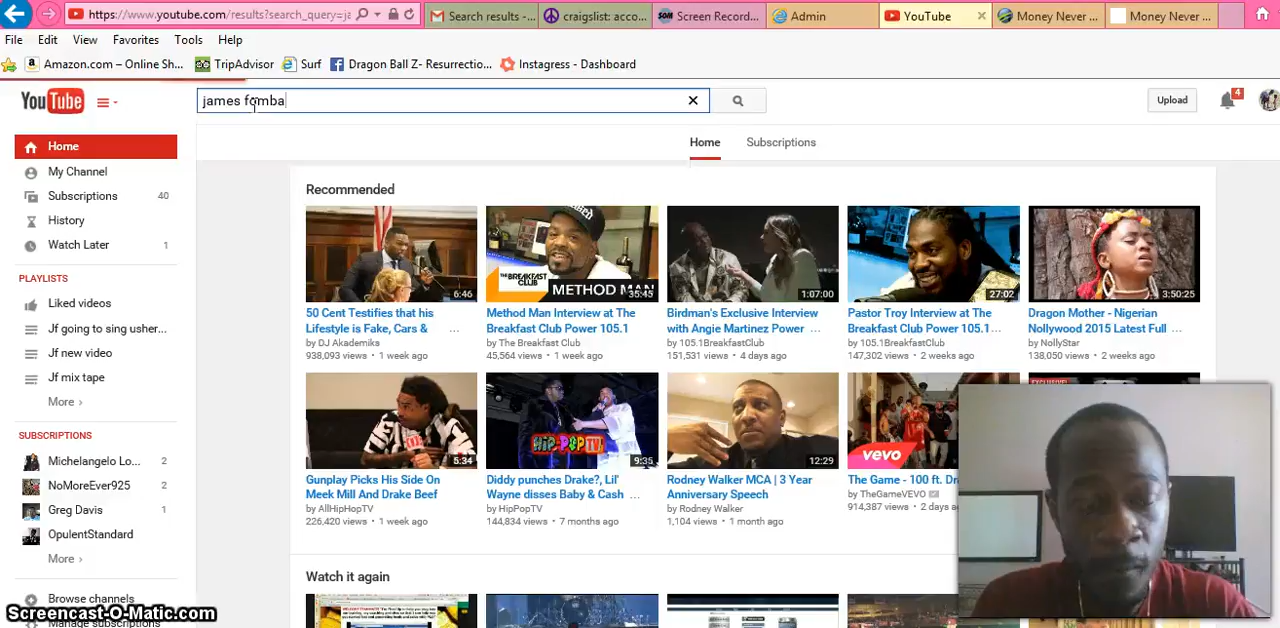 https://www.youtube.com/results?search_query=ja
Search results -...
craigslist: acco...
Screen Record...
Admin
YouTube
Money Never ...
Money Never ...
File Edit View Favorites Tools Help
Amazon.com – Online Sh...
TripAdvisor
Surf
Dragon Ball Z- Resurrectio...
Instagress - Dashboard
YouTube
james fomba
Upload
4
Home
Subscriptions
Home
My Channel
Subscriptions 40
History
Watch Later 1
PLAYLISTS
Liked videos
Jf going to sing usher...
Jf new video
Jf mix tape
More ›
SUBSCRIPTIONS
Michelangelo Lo... 2
NoMoreEver925 2
Greg Davis 1
OpulentStandard
More ›
Browse channels
Manage subscriptions
Recommended
6:46
50 Cent Testifies that his
Lifestyle is Fake, Cars & ...
by DJ Akademiks
938,093 views • 1 week ago
THE BREAKFAST CLUB
METHOD MAN
35:45
Method Man Interview at The
Breakfast Club Power 105.1
by The Breakfast Club
45,564 views • 1 week ago
1:07:00
Birdman's Exclusive Interview
with Angie Martinez Power ...
by 105.1BreakfastClub
151,531 views • 4 days ago
27:02
Pastor Troy Interview at The
Breakfast Club Power 105.1...
by 105.1BreakfastClub
147,302 views • 2 weeks ago
3:50:25
Dragon Mother - Nigerian
Nollywood 2015 Latest Full ...
by NollyStar
138,050 views • 2 weeks ago
5:34
Gunplay Picks His Side On
Meek Mill And Drake Beef
by AllHipHopTV
226,420 views • 1 week ago
HIP-POPTV
9:35
Diddy punches Drake?, Lil'
Wayne disses Baby & Cash ...
by HipPopTV
144,834 views • 7 months ago
12:29
Rodney Walker MCA | 3 Year
Anniversary Speech
by Rodney Walker
1,104 views • 1 month ago
vevo
The Game - 100 ft. Dr
by TheGameVEVO
914,387 views • 2 days a
EXCLUSIVE
Watch it again
Screencast-O-Matic.com